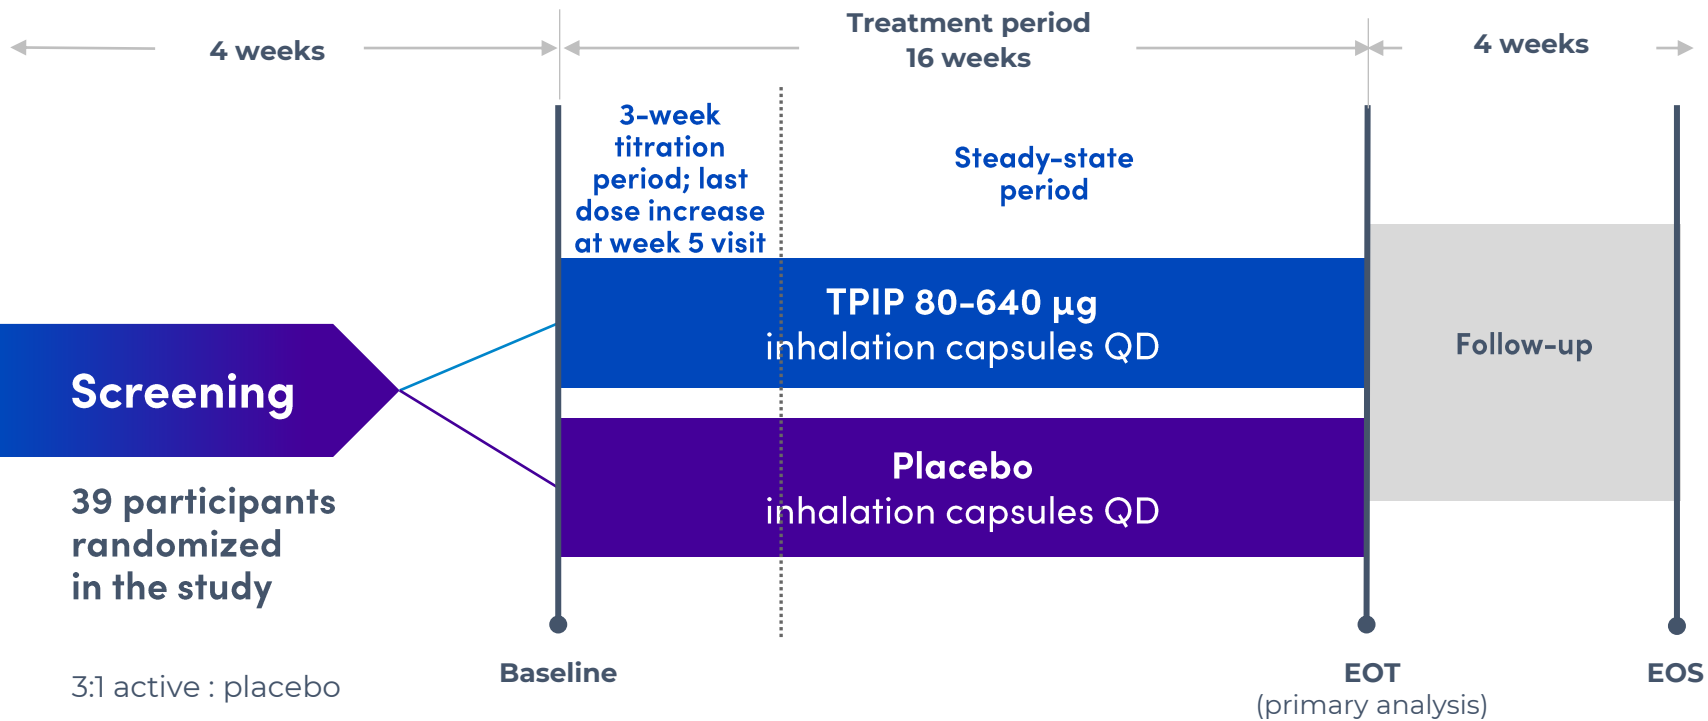 4 weeks
Treatment period
16 weeks
4 weeks
3-week
titration
period; last
dose increase
at week 5 visit
Steady-state
period
TPIP 80-640 µg
inhalation capsules QD
Screening
Follow-up
Placebo
inhalation capsules QD
39 participants
randomized
in the study
3:1 active : placebo
Baseline
EOT
(primary analysis)
EOS